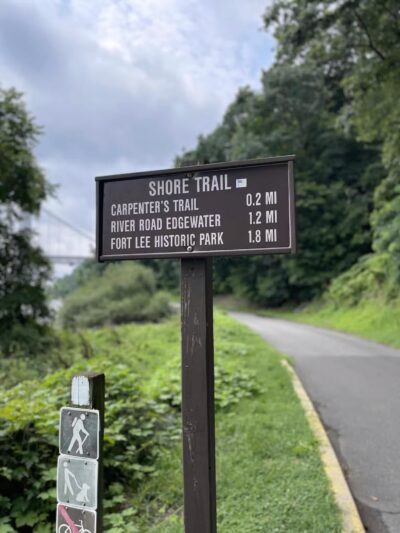 SHORE TRAIL
CARPENTER'S TRAIL 0.2 MI
RIVER ROAD EDGEWATER 1.2 MI
FORT LEE HISTORIC PARK 1.8 MI